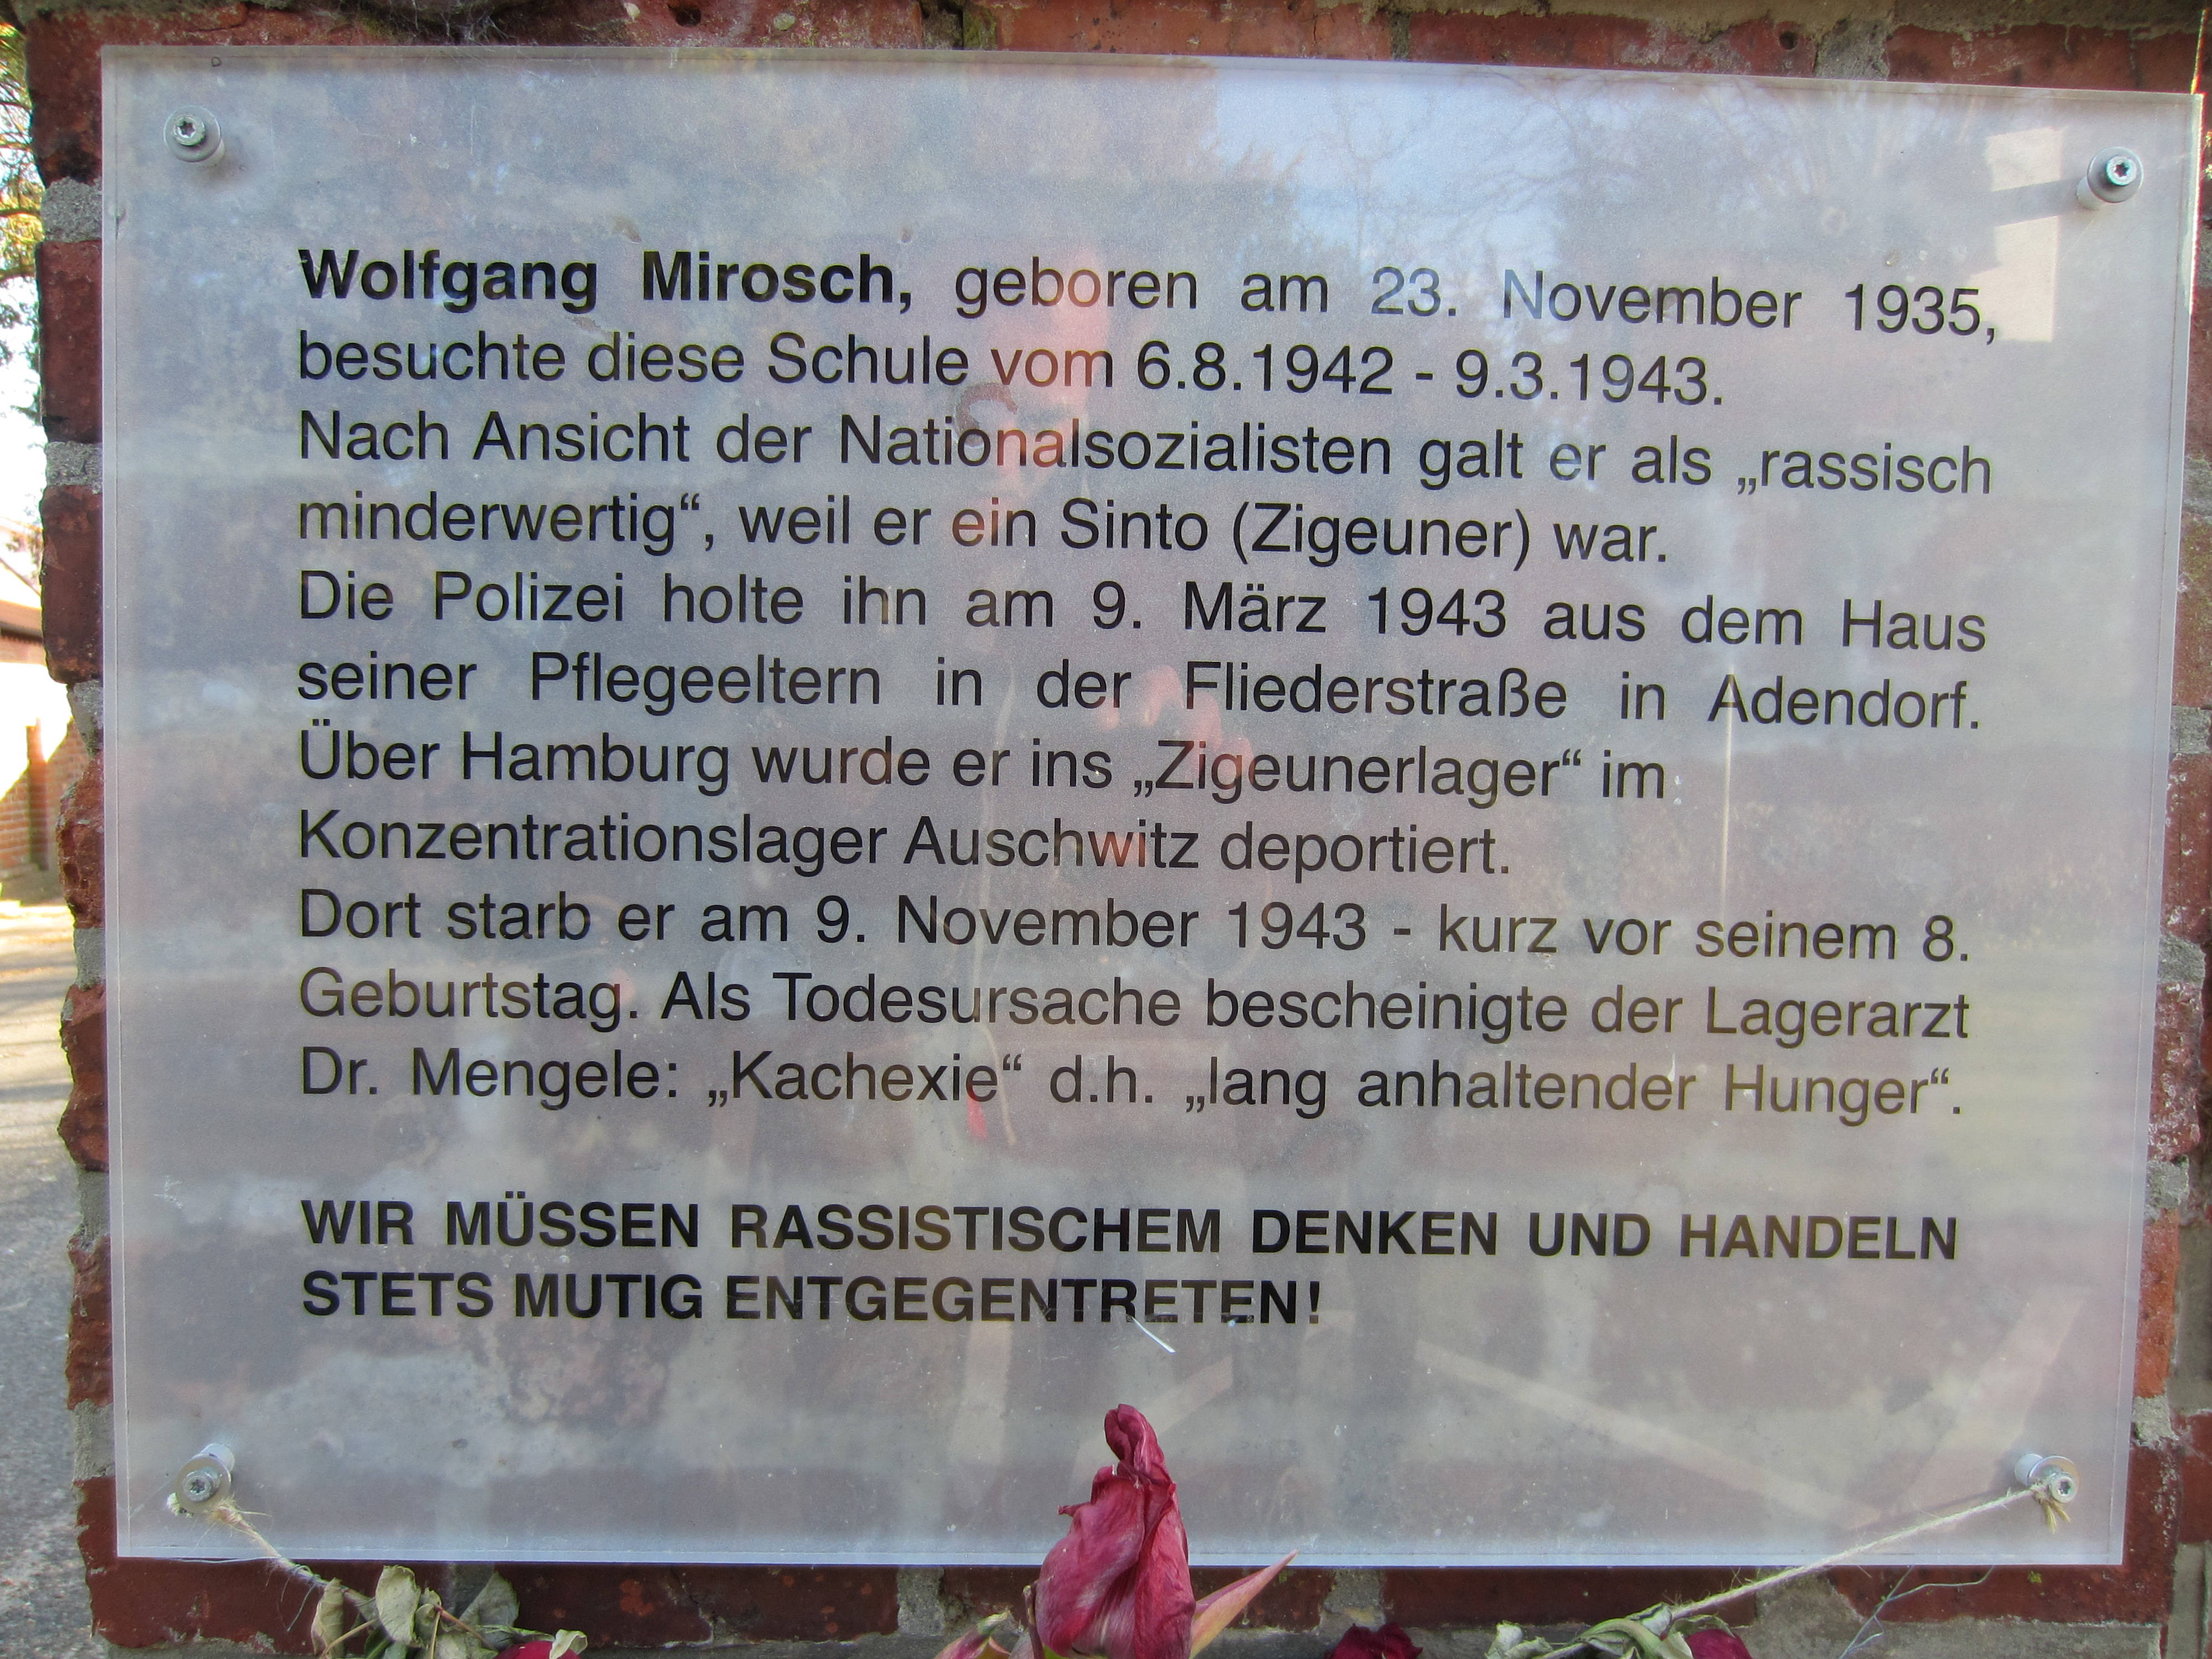 Wolfgang Mirosch, geboren am 23. November 1935,
besuchte diese Schule vom 6.8.1942 - 9.3.1943.
Nach Ansicht der Nationalsozialisten galt er als „rassisch
minderwertig“, weil er ein Sinto (Zigeuner) war.
Die Polizei holte ihn am 9. März 1943 aus dem Haus
seiner Pflegeeltern in der Fliederstraße in Adendorf.
Über Hamburg wurde er ins „Zigeunerlager“ im
Konzentrationslager Auschwitz deportiert.
Dort starb er am 9. November 1943 - kurz vor seinem 8.
Geburtstag. Als Todesursache bescheinigte der Lagerarzt
Dr. Mengele: „Kachexie“ d.h. „lang anhaltender Hunger“.
WIR MÜSSEN RASSISTISCHEM DENKEN UND HANDELN
STETS MUTIG ENTGEGENTRETEN!